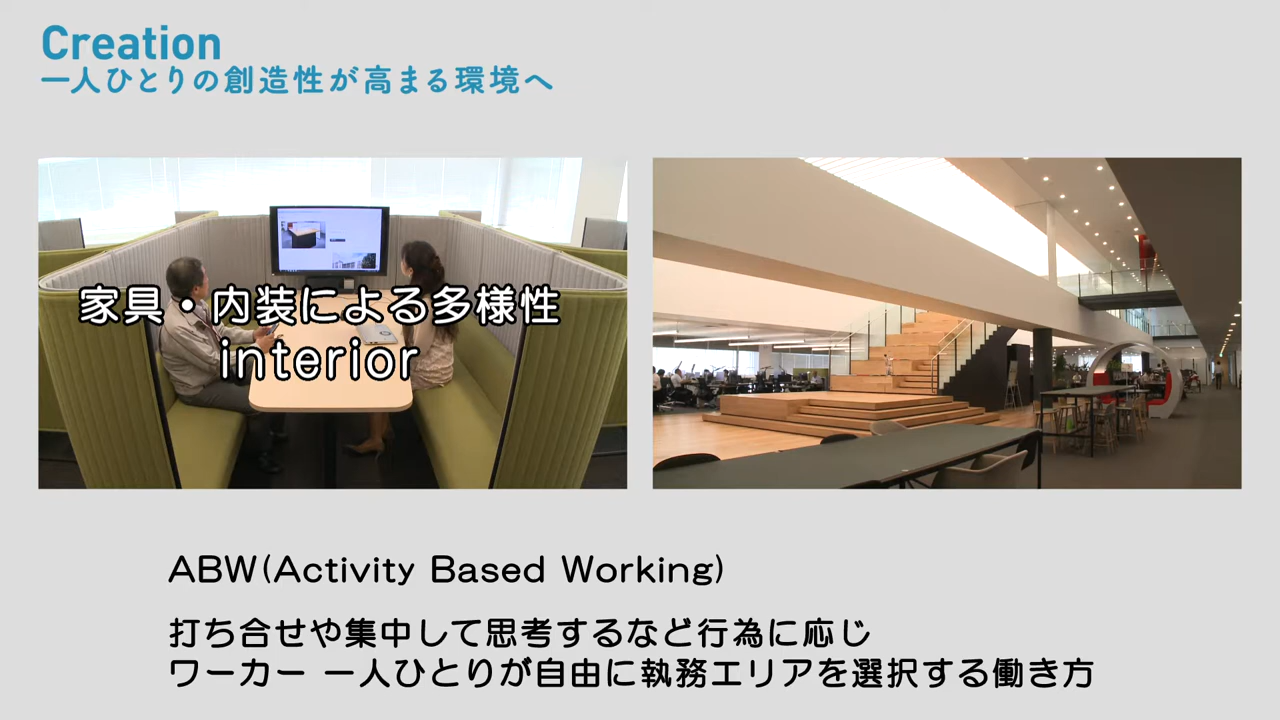 Creation
一人ひとりの創造性が高まる環境へ
家具・内装による多様性
interior
ABW(Activity Based Working)
打ち合せや集中して思考するなど行為に応じ
ワーカー 一人ひとりが自由に執務エリアを選択する働き方